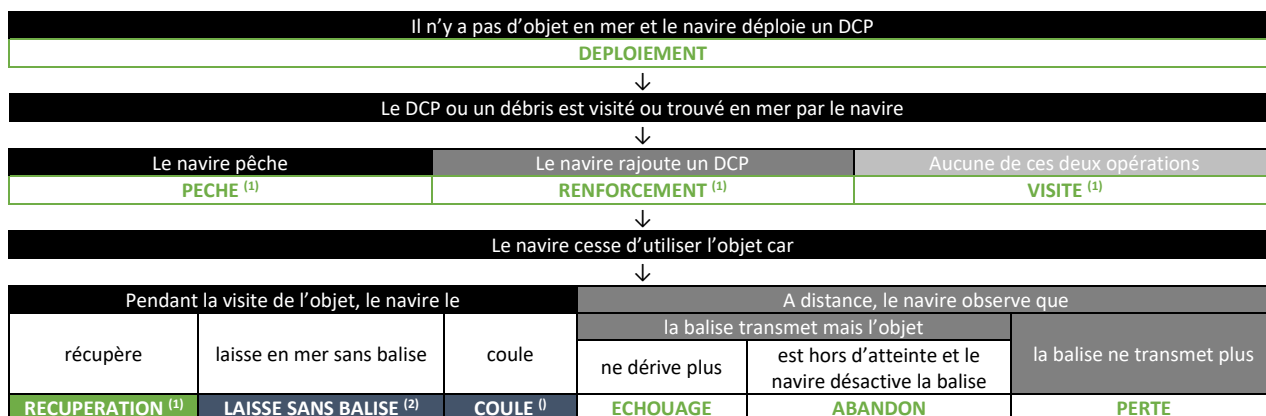 Il n’y a pas d’objet en mer et le navire déploie un DCP
DEPLOIEMENT
↓
Le DCP ou un débris est visité ou trouvé en mer par le navire
↓
Le navire pêche Le navire rajoute un DCP Aucune de ces deux opérations
PECHE (1) RENFORCEMENT (1) VISITE (1)
↓
Le navire cesse d’utiliser l’objet car
↓
Pendant la visite de l’objet, le navire le A distance, le navire observe que
récupère laisse en mer sans balise coule
la balise transmet mais l’objet
ne dérive plus
est hors d’atteinte et le
navire désactive la balise
la balise ne transmet plus
RECUPERATION (1) LAISSE SANS BALISE (2) COULE () ECHOUAGE ABANDON PERTE